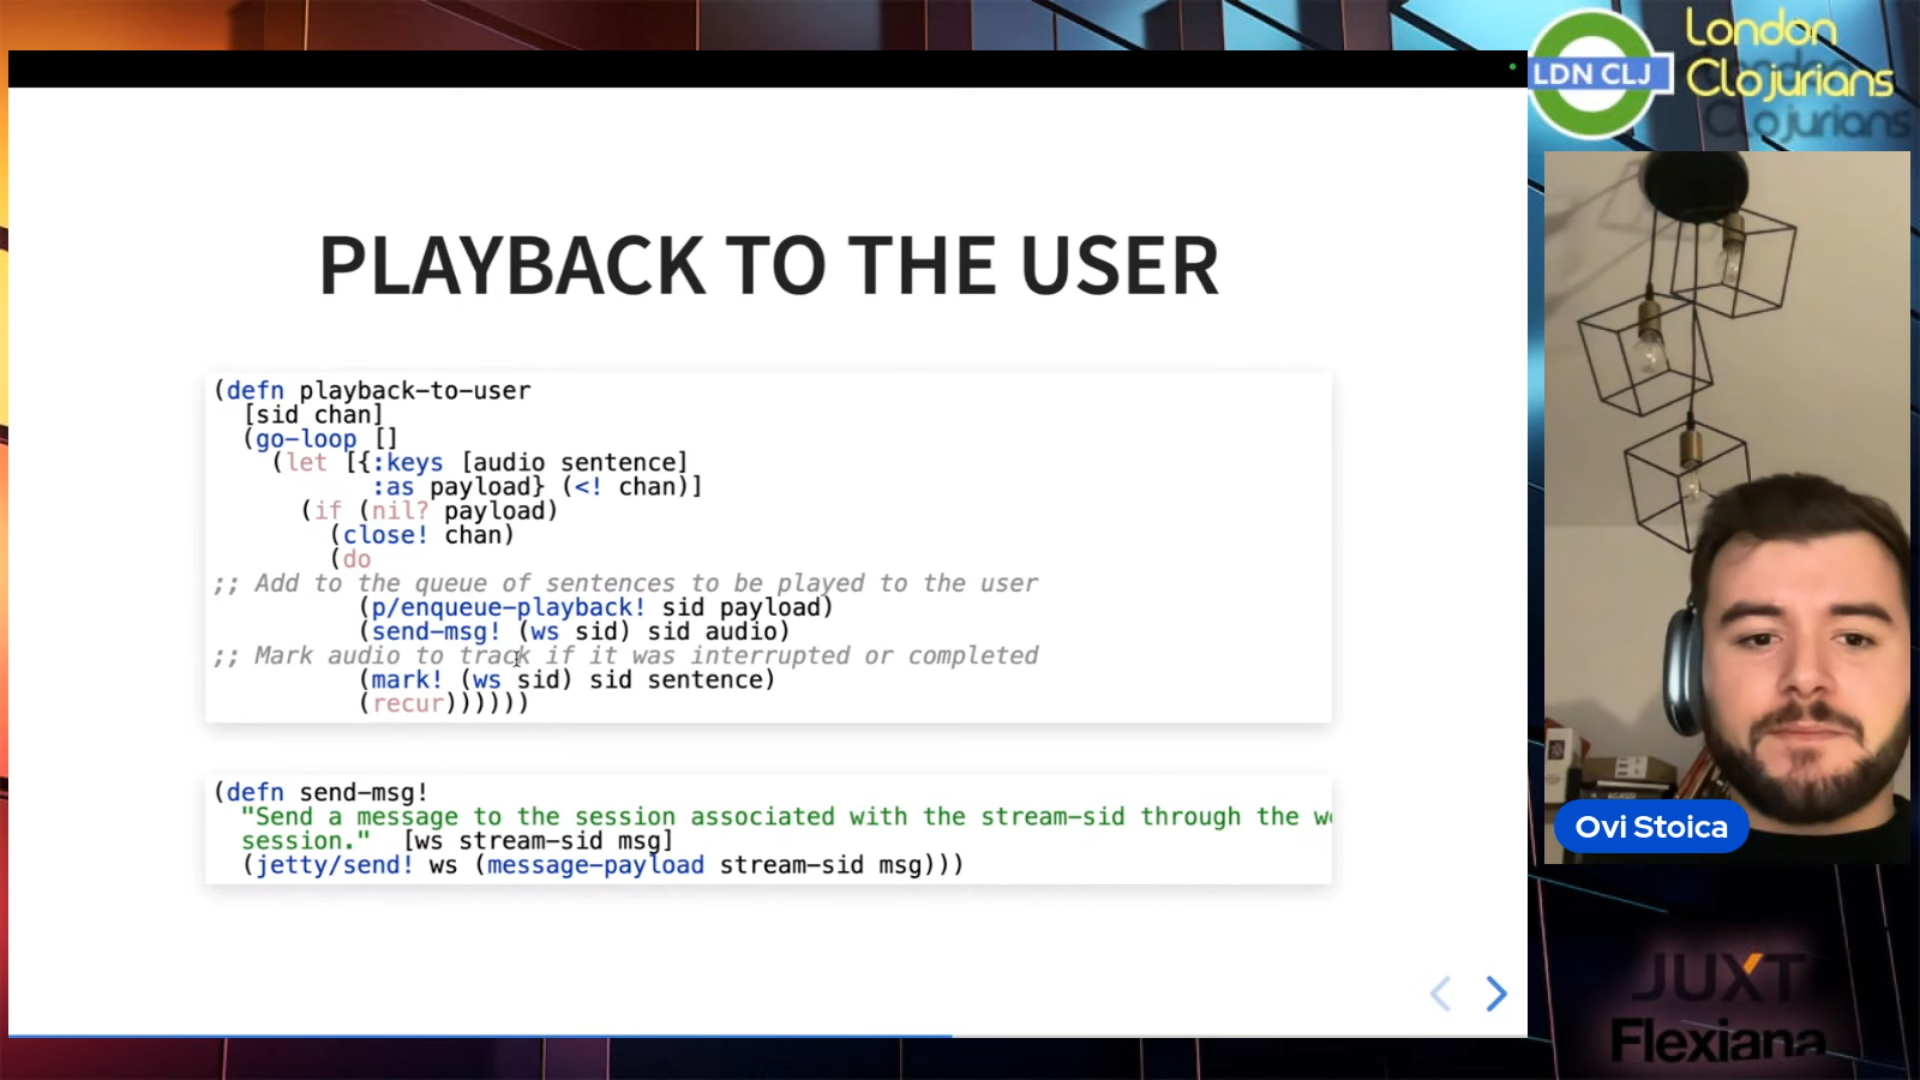 LDN CLJ
London
Clojurians
Clojurians
PLAYBACK TO THE USER
(defn playback-to-user
[sid chan]
(go-loop []
(let [{:keys [audio sentence]
:as payload} (<! chan)]
(if (nil? payload)
(close! chan)
(do
;; Add to the queue of sentences to be played to the user
(p/enqueue-playback! sid payload)
(send-msg! (ws sid) sid audio)
;; Mark audio to track if it was interrupted or completed
(mark! (ws sid) sid sentence)
(recur))))))
(defn send-msg!
"Send a message to the session associated with the stream-sid through the
session." [ws stream-sid msg]
(jetty/send! ws (message-payload stream-sid msg)))
Ovi Stoica
JUXT
Flexiana